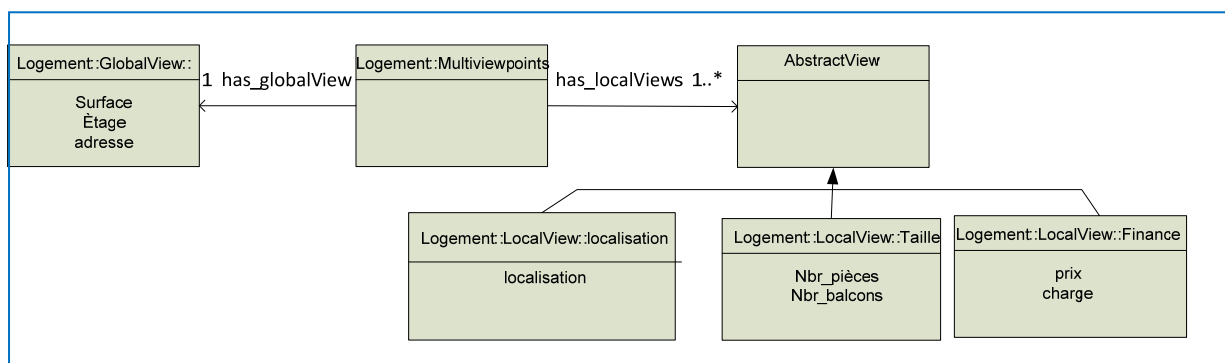 Logement::GlobalView::
Surface
Ètage
adresse
1 has_globalView
Logement::Multiviewpoints
has_localViews 1..*
AbstractView
Logement::LocalView::localisation
localisation
Logement::LocalView::Taille
Nbr_pièces
Nbr_balcons
Logement::LocalView::Finance
prix
charge